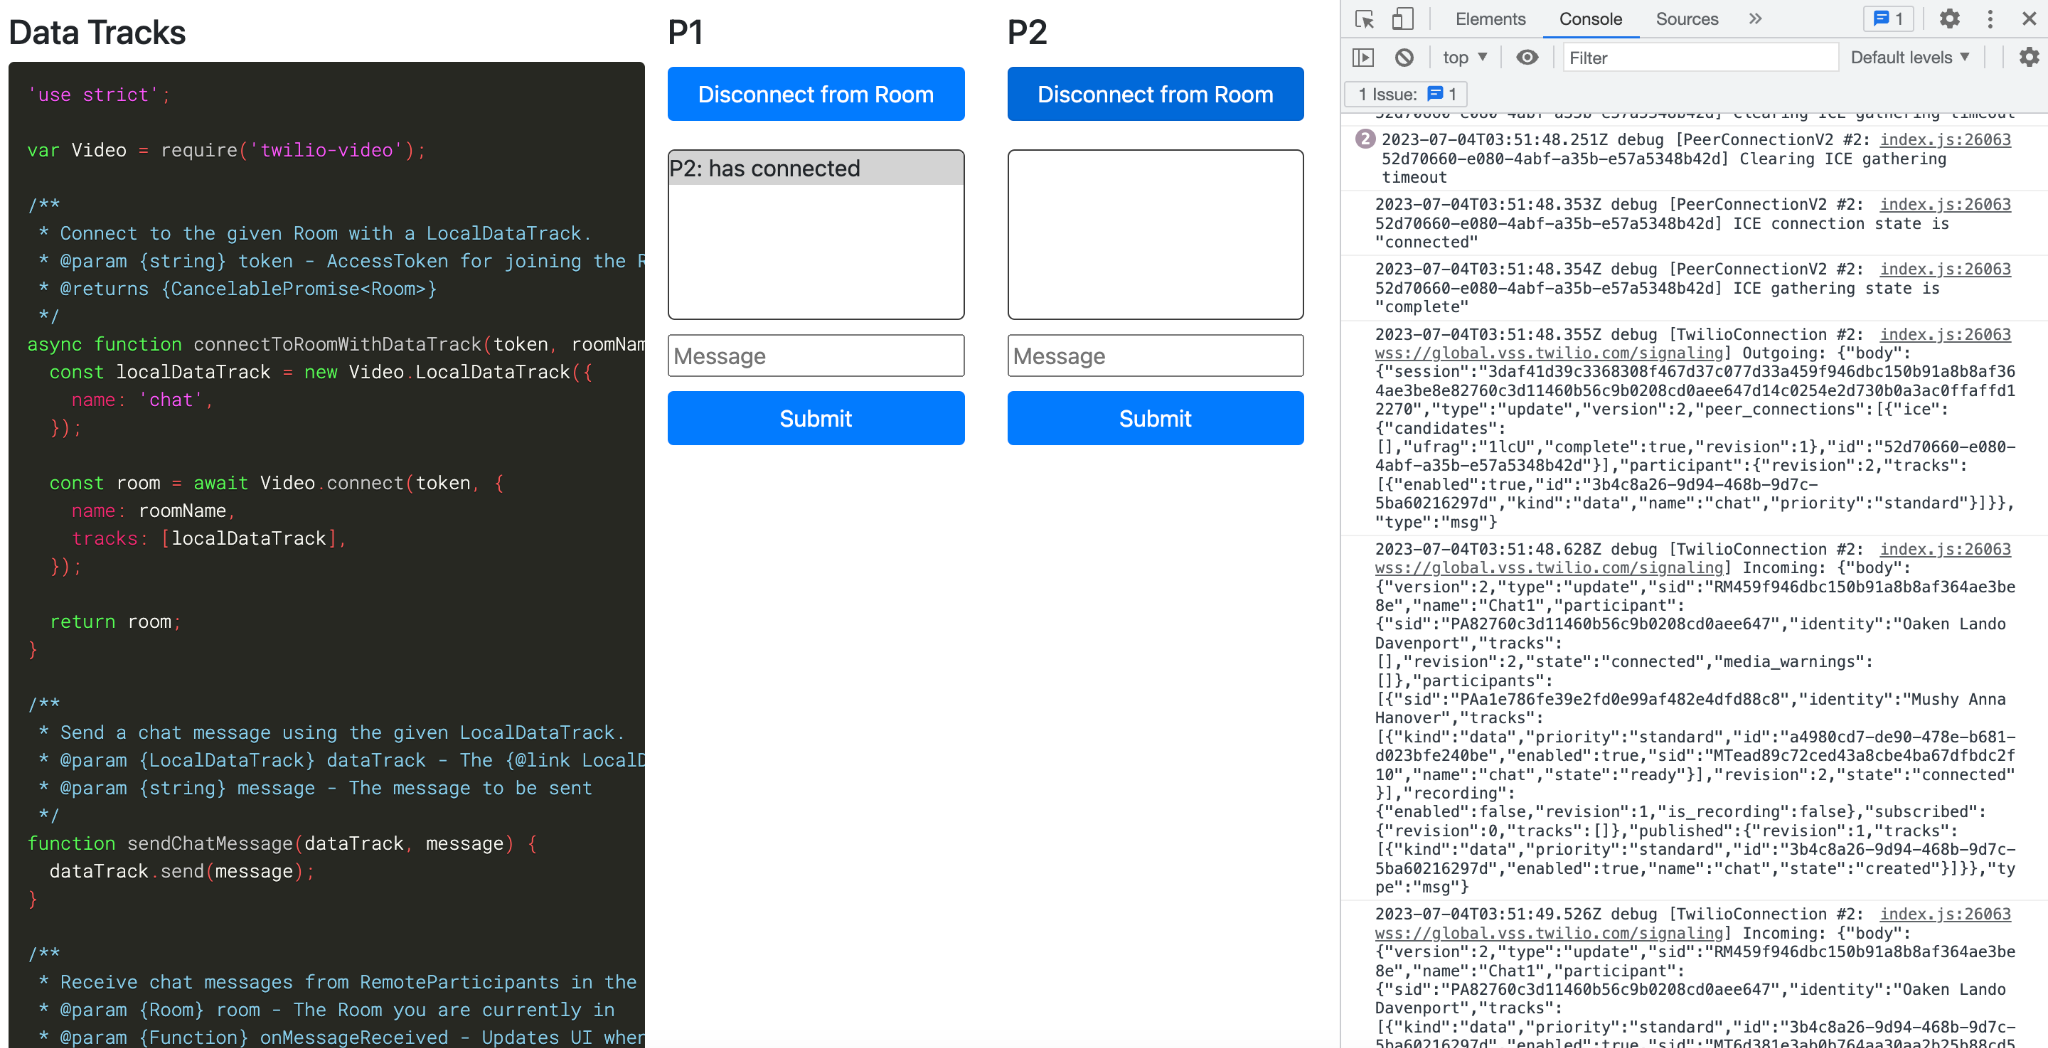 Data Tracks
'use strict';
var Video = require('twilio-video');
/**
* Connect to the given Room with a LocalDataTrack.
* @param {string} token - AccessToken for joining the R
* @returns {CancelablePromise<Room>}
*/
async function connectToRoomWithDataTrack(token, roomNam
const localDataTrack = new Video.LocalDataTrack({
name: 'chat',
});
const room = await Video.connect(token, {
name: roomName,
tracks: [localDataTrack],
});
return room;
}
/**
* Send a chat message using the given LocalDataTrack.
* @param {LocalDataTrack} dataTrack - The {@link LocalD
* @param {string} message - The message to be sent
*/
function sendChatMessage(dataTrack, message) {
dataTrack.send(message);
}
/**
* Receive chat messages from RemoteParticipants in the
* @param {Room} room - The Room you are currently in
* @param {Function} onMessageReceived - Updates UI when
P1
Disconnect from Room
P2: has connected
Message
Submit
P2
Disconnect from Room
Message
Submit
Elements Console Sources 1
top Filter Default levels
1 Issue: 1
52d70660-e080-4abf-a35b-e57a5348b42d] Clearing ICE gathering timeout
2 2023-07-04T03:51:48.251Z debug [PeerConnectionV2 #2: index.js:26063
52d70660-e080-4abf-a35b-e57a5348b42d] Clearing ICE gathering
timeout
2023-07-04T03:51:48.353Z debug [PeerConnectionV2 #2: index.js:26063
52d70660-e080-4abf-a35b-e57a5348b42d] ICE connection state is
"connected"
2023-07-04T03:51:48.354Z debug [PeerConnectionV2 #2: index.js:26063
52d70660-e080-4abf-a35b-e57a5348b42d] ICE gathering state is
"complete"
2023-07-04T03:51:48.355Z debug [TwilioConnection #2: index.js:26063
wss://global.vss.twilio.com/signaling] Outgoing: {"body":
{"session":"3daf41d39c3368308f467d37c077d33a459f946dbc150b91a8b8af36
4ae3be8e82760c3d11460b56c9b0208cd0aee647d14c0254e2d730b0a3ac0ffaffd1
2270","type":"update","version":2,"peer_connections":[{"ice":
{"candidates":
[],"ufrag":"1lcU","complete":true,"revision":1},"id":"52d70660-e080-
4abf-a35b-e57a5348b42d"}],"participant":{"revision":2,"tracks":
[{"enabled":true,"id":"3b4c8a26-9d94-468b-9d7c-
5ba60216297d","kind":"data","name":"chat","priority":"standard"}]}},
"type":"msg"}
2023-07-04T03:51:48.628Z debug [TwilioConnection #2: index.js:26063
wss://global.vss.twilio.com/signaling] Incoming: {"body":
{"version":2,"type":"update","sid":"RM459f946dbc150b91a8b8af364ae3be
8e","name":"Chat1","participant":
{"sid":"PA82760c3d11460b56c9b0208cd0aee647","identity":"Oaken Lando
Davenport","tracks":
[],"revision":2,"state":"connected","media_warnings":
[]},"participants":
[{"sid":"PAa1e786fe39e2fd0e99af482e4dfd88c8","identity":"Mushy Anna
Hanover","tracks":
[{"kind":"data","priority":"standard","id":"a4980cd7-de90-478e-b681-
d023bfe240be","enabled":true,"sid":"MTead89c72ced43a8cbe4ba67dfbdc2f
10","name":"chat","state":"ready"}],"revision":2,"state":"connected"
}],"recording":
{"enabled":false,"revision":1,"is_recording":false},"subscribed":
{"revision":0,"tracks":[]},"published":{"revision":1,"tracks":
[{"kind":"data","priority":"standard","id":"3b4c8a26-9d94-468b-9d7c-
5ba60216297d","enabled":true,"name":"chat","state":"created"}]}},"ty
pe":"msg"}
2023-07-04T03:51:49.526Z debug [TwilioConnection #2: index.js:26063
wss://global.vss.twilio.com/signaling] Incoming: {"body":
{"version":2,"type":"update","sid":"RM459f946dbc150b91a8b8af364ae3be
8e","name":"Chat1","participant":
{"sid":"PA82760c3d11460b56c9b0208cd0aee647","identity":"Oaken Lando
Davenport","tracks":
[{"kind":"data","priority":"standard","id":"3b4c8a26-9d94-468b-9d7c-
5ba60216297d","enabled":true,"sid":"MT6d381e3ab0b764aa30aa2b25b88cd5